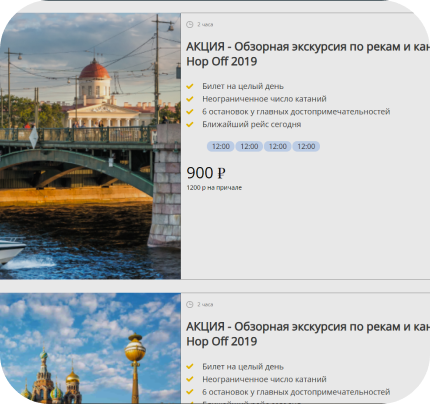 2 часа
АКЦИЯ - Обзорная экскурсия по рекам и
Hop Off 2019
Билет на целый день
Неограниченное число катаний
6 остановок у главных достопримечательностей
Ближайший рейс сегодня
12:00 12:00 12:00 12:00
900 ₽
1200 р на причале
2 часа
АКЦИЯ - Обзорная экскурсия по рекам и
Hop Off 2019
Билет на целый день
Неограниченное число катаний
6 остановок у главных достопримечательностей